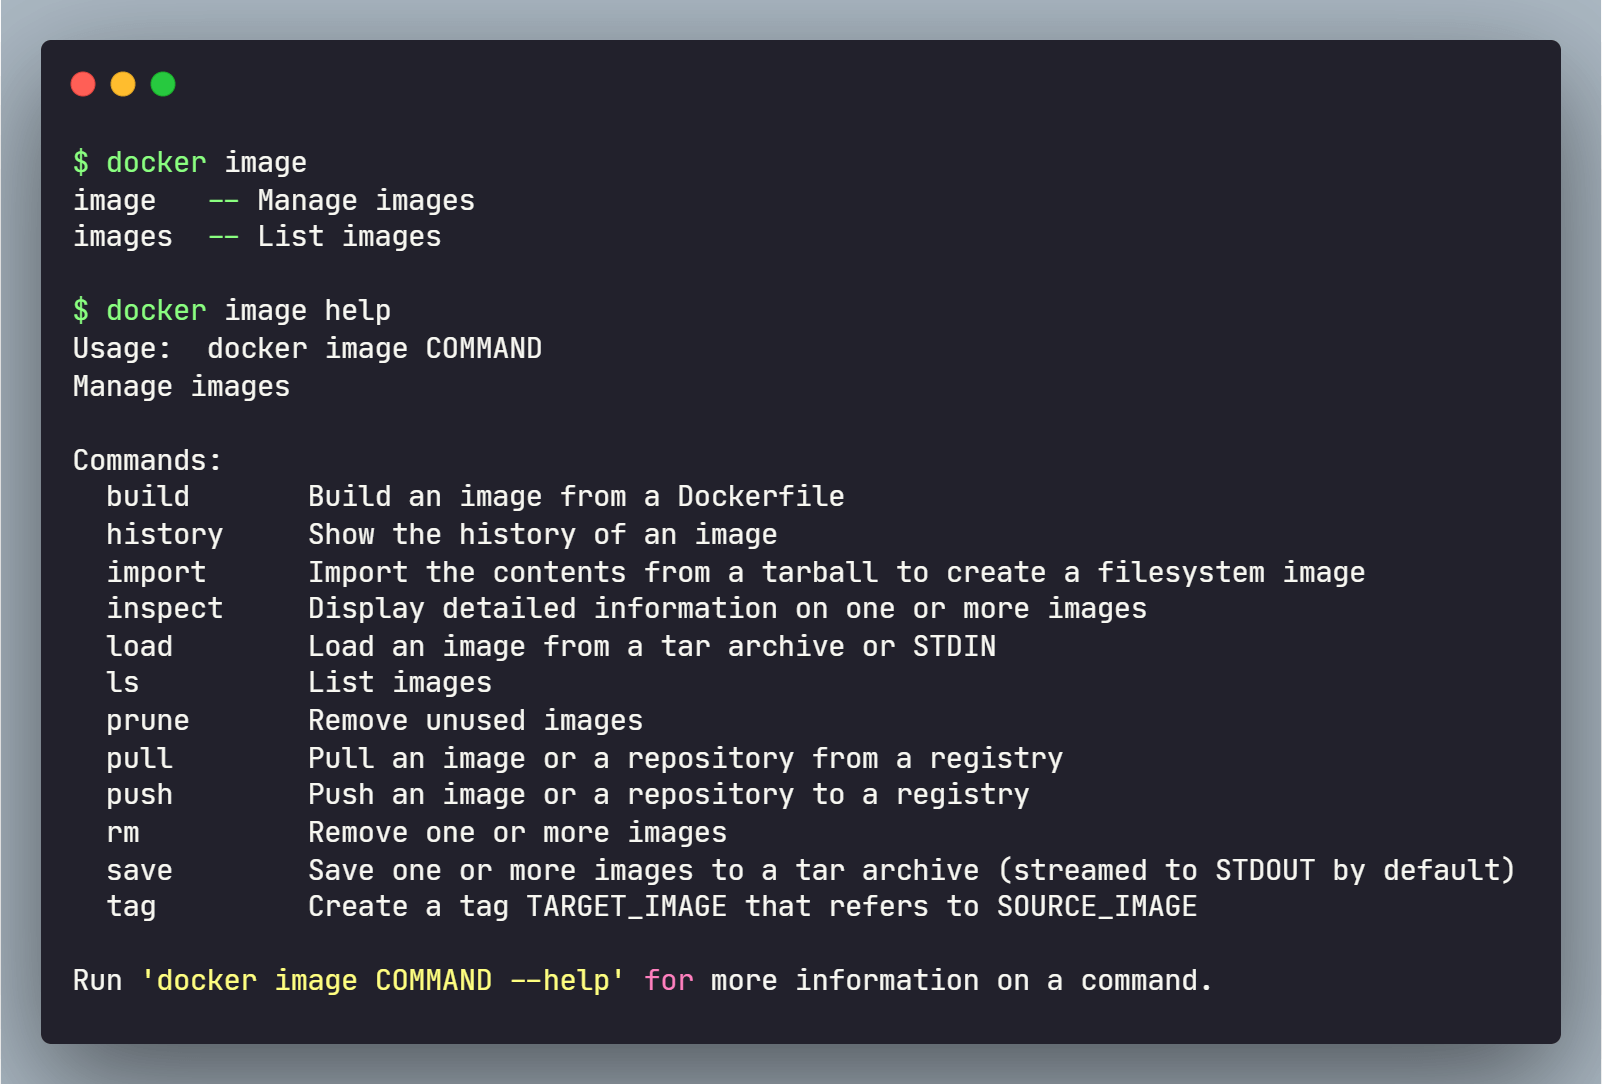 $ docker image
image   -- Manage images
images  -- List images

$ docker image help
Usage:  docker image COMMAND
Manage images

Commands:
  build       Build an image from a Dockerfile
  history     Show the history of an image
  import      Import the contents from a tarball to create a filesystem image
  inspect     Display detailed information on one or more images
  load        Load an image from a tar archive or STDIN
  ls          List images
  prune       Remove unused images
  pull        Pull an image or a repository from a registry
  push        Push an image or a repository to a registry
  rm          Remove one or more images
  save        Save one or more images to a tar archive (streamed to STDOUT by default)
  tag         Create a tag TARGET_IMAGE that refers to SOURCE_IMAGE

Run 'docker image COMMAND --help' for more information on a command.